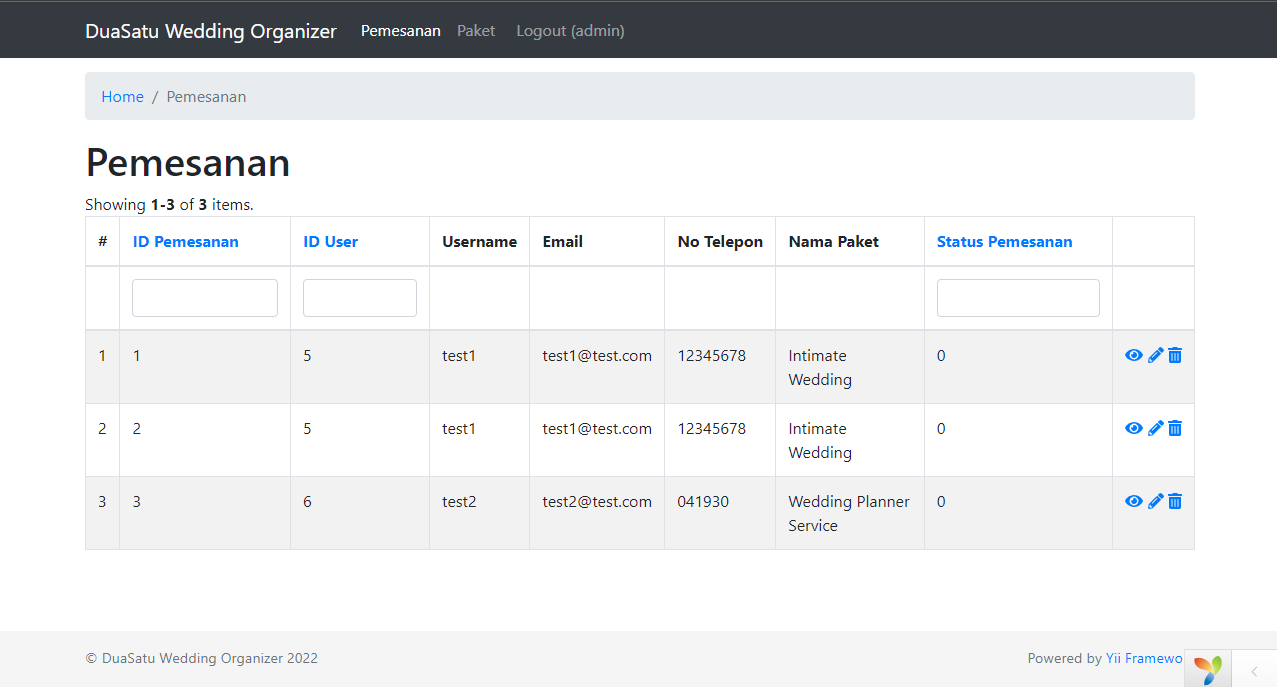 DuaSatu Wedding Organizer Pemesanan Paket Logout (admin)
Home / Pemesanan
Pemesanan
Showing 1-3 of 3 items.
# ID Pemesanan ID User Username Email No Telepon Nama Paket Status Pemesanan
1 1 5 test1 test1@test.com 12345678 Intimate 0
Wedding
2 2 5 test1 test1@test.com 12345678 Intimate 0
Wedding
3 3 6 test2 test2@test.com 041930 Wedding Planner 0
Service
© DuaSatu Wedding Organizer 2022 Powered by Yii Framewo